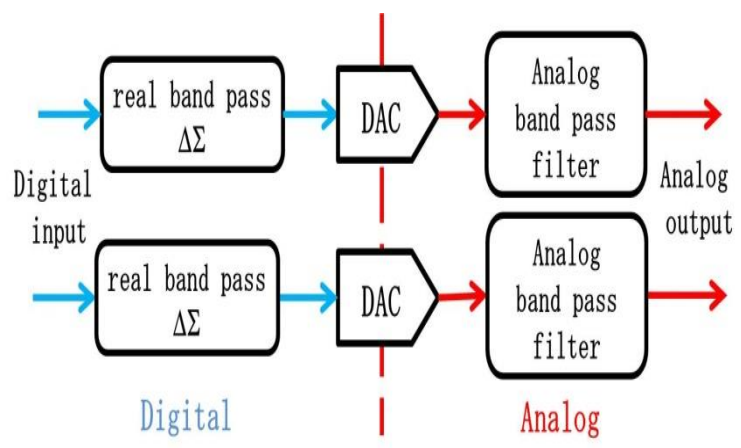 real band pass
ΔΣ
DAC
Analog
band pass
filter
Digital
input
Analog
output
real band pass
ΔΣ
DAC
Analog
band pass
filter
Digital
Analog